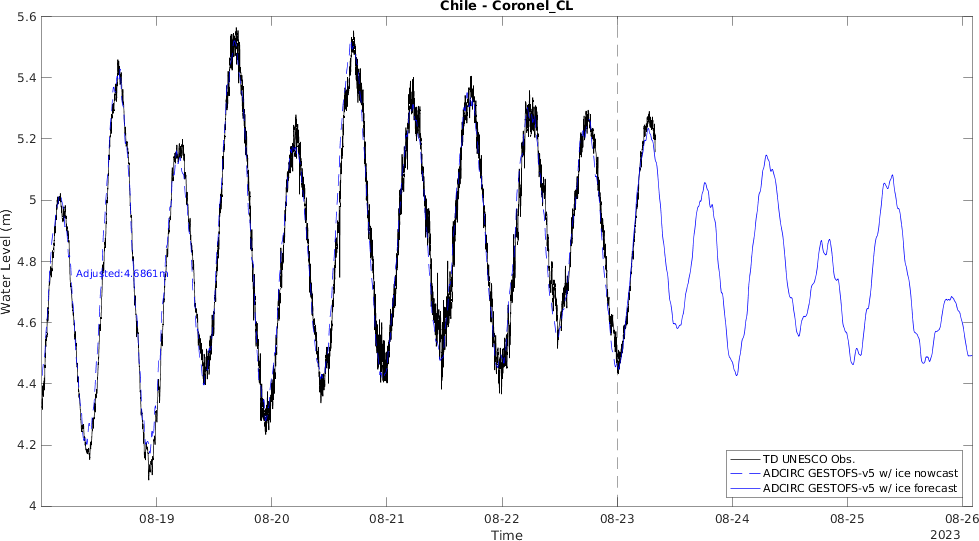 Chile - Coronel_CL
5.6
5.4
5.2
5
4.8
4.6
4.4
4.2
4
Water Level (m)
Adjusted:4.6861m
TD UNESCO Obs.
ADCIRC GESTOFS-v5 w/ ice nowcast
ADCIRC GESTOFS-v5 w/ ice forecast
08-19 08-20 08-21 08-22 08-23 08-24 08-25 08-26
Time
2023